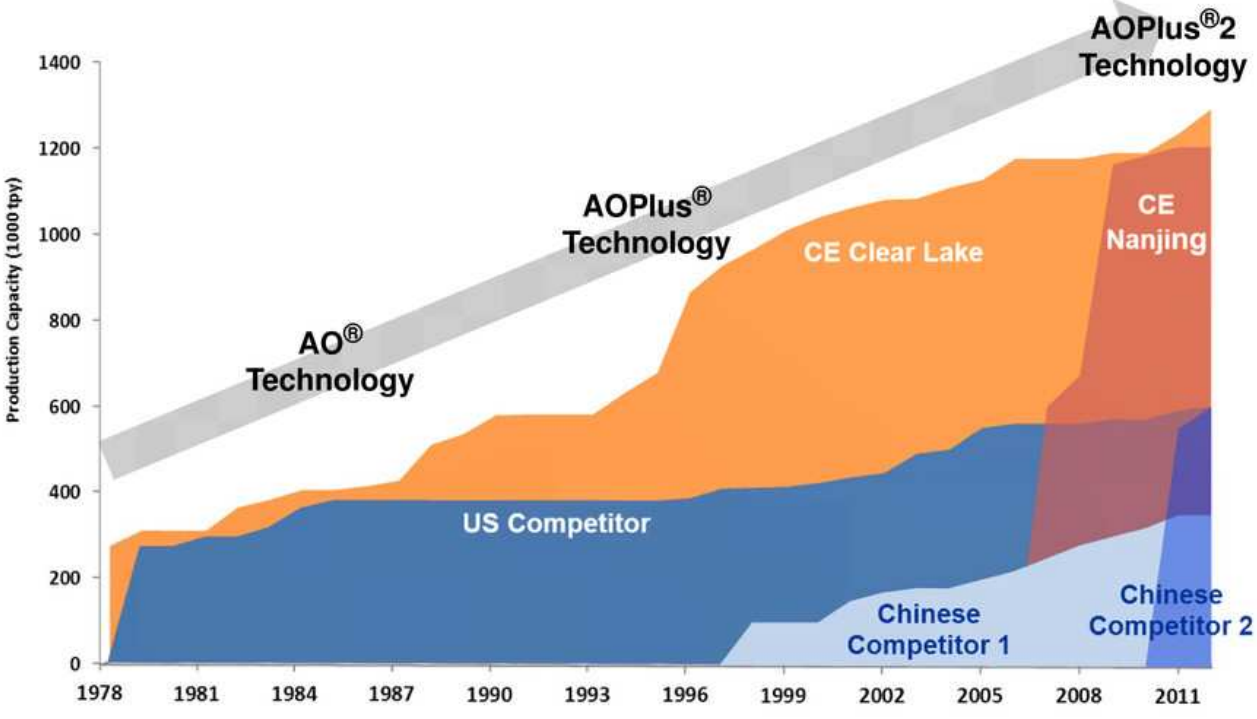 AOPlus®2
Technology
1400
1200
1000
800
600
400
200
0
Production Capacity (1000 tpy)
AOPlus®
Technology
AO®
Technology
CE
Nanjing
CE Clear Lake
US Competitor
Chinese
Competitor 1
Chinese
Competitor 2
1978 1981 1984 1987 1990 1993 1996 1999 2002 2005 2008 2011